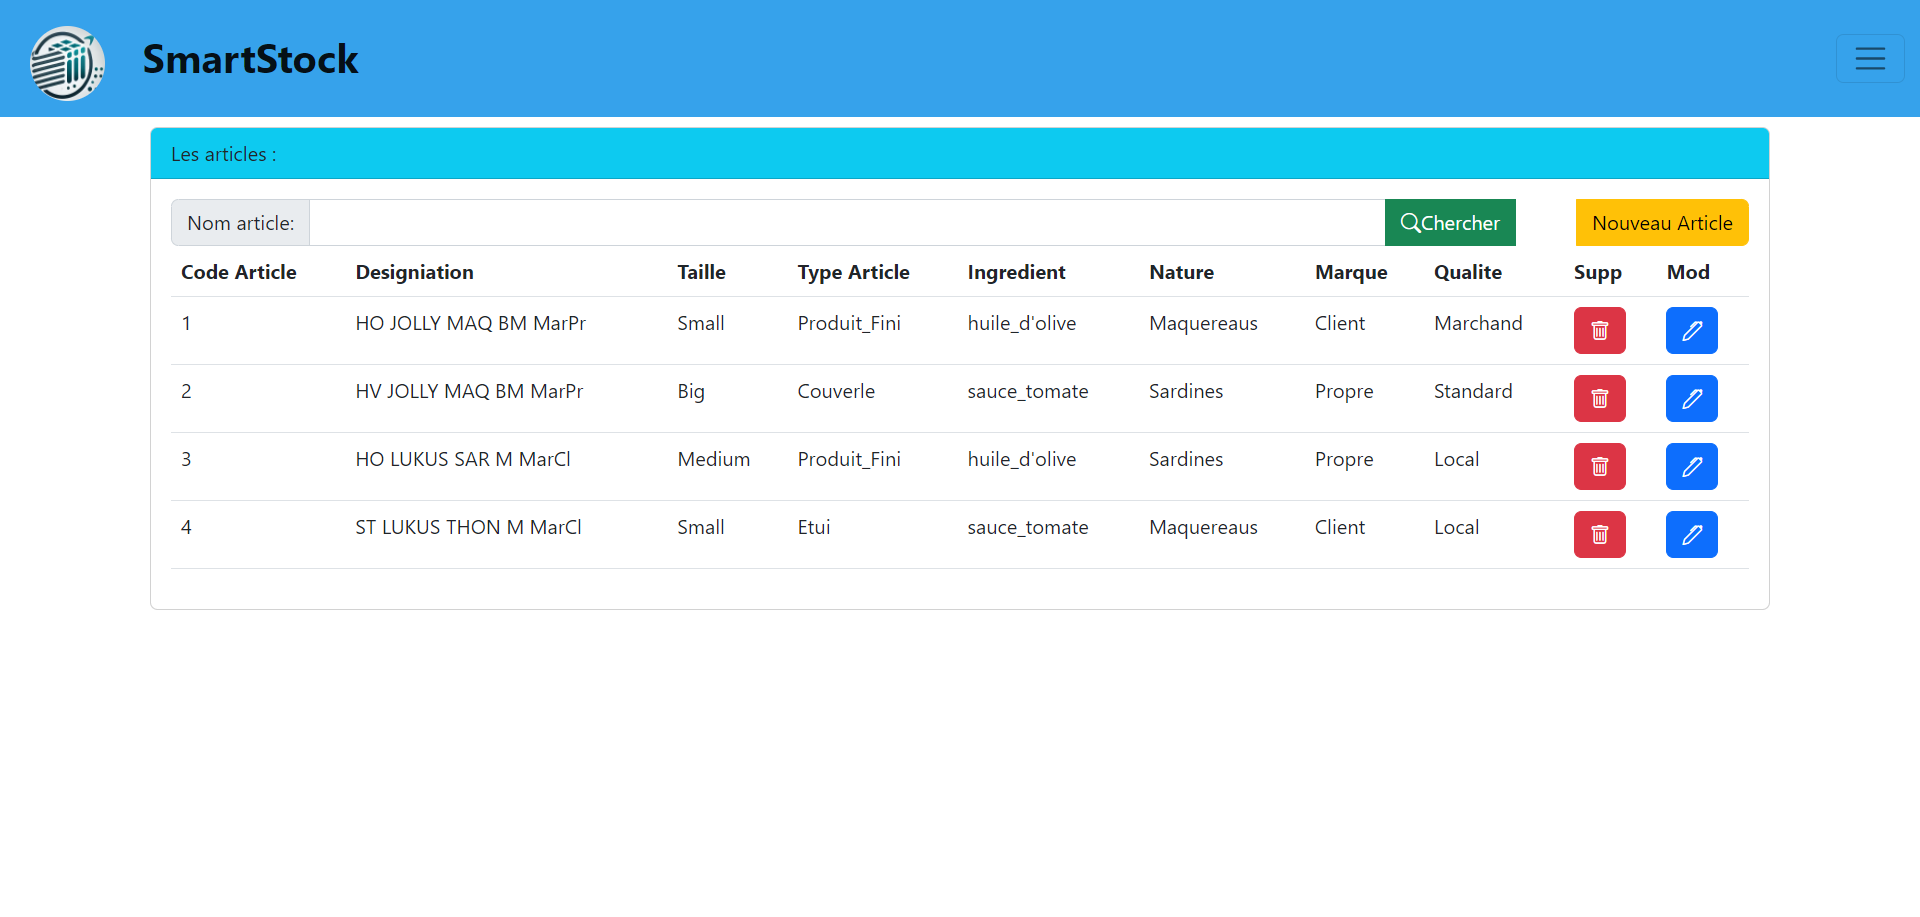 SmartStock
Les articles :
Nom article: Chercher Nouveau Article
Code Article Designiation Taille Type Article Ingredient Nature Marque Qualite Supp Mod
1 HO JOLLY MAQ BM MarPr Small Produit_Fini huile_d'olive Maquereaus Client Marchand
2 HV JOLLY MAQ BM MarPr Big Couverle sauce_tomate Sardines Propre Standard
3 HO LUKUS SAR M MarCl Medium Produit_Fini huile_d'olive Sardines Propre Local
4 ST LUKUS THON M MarCl Small Etui sauce_tomate Maquereaus Client Local